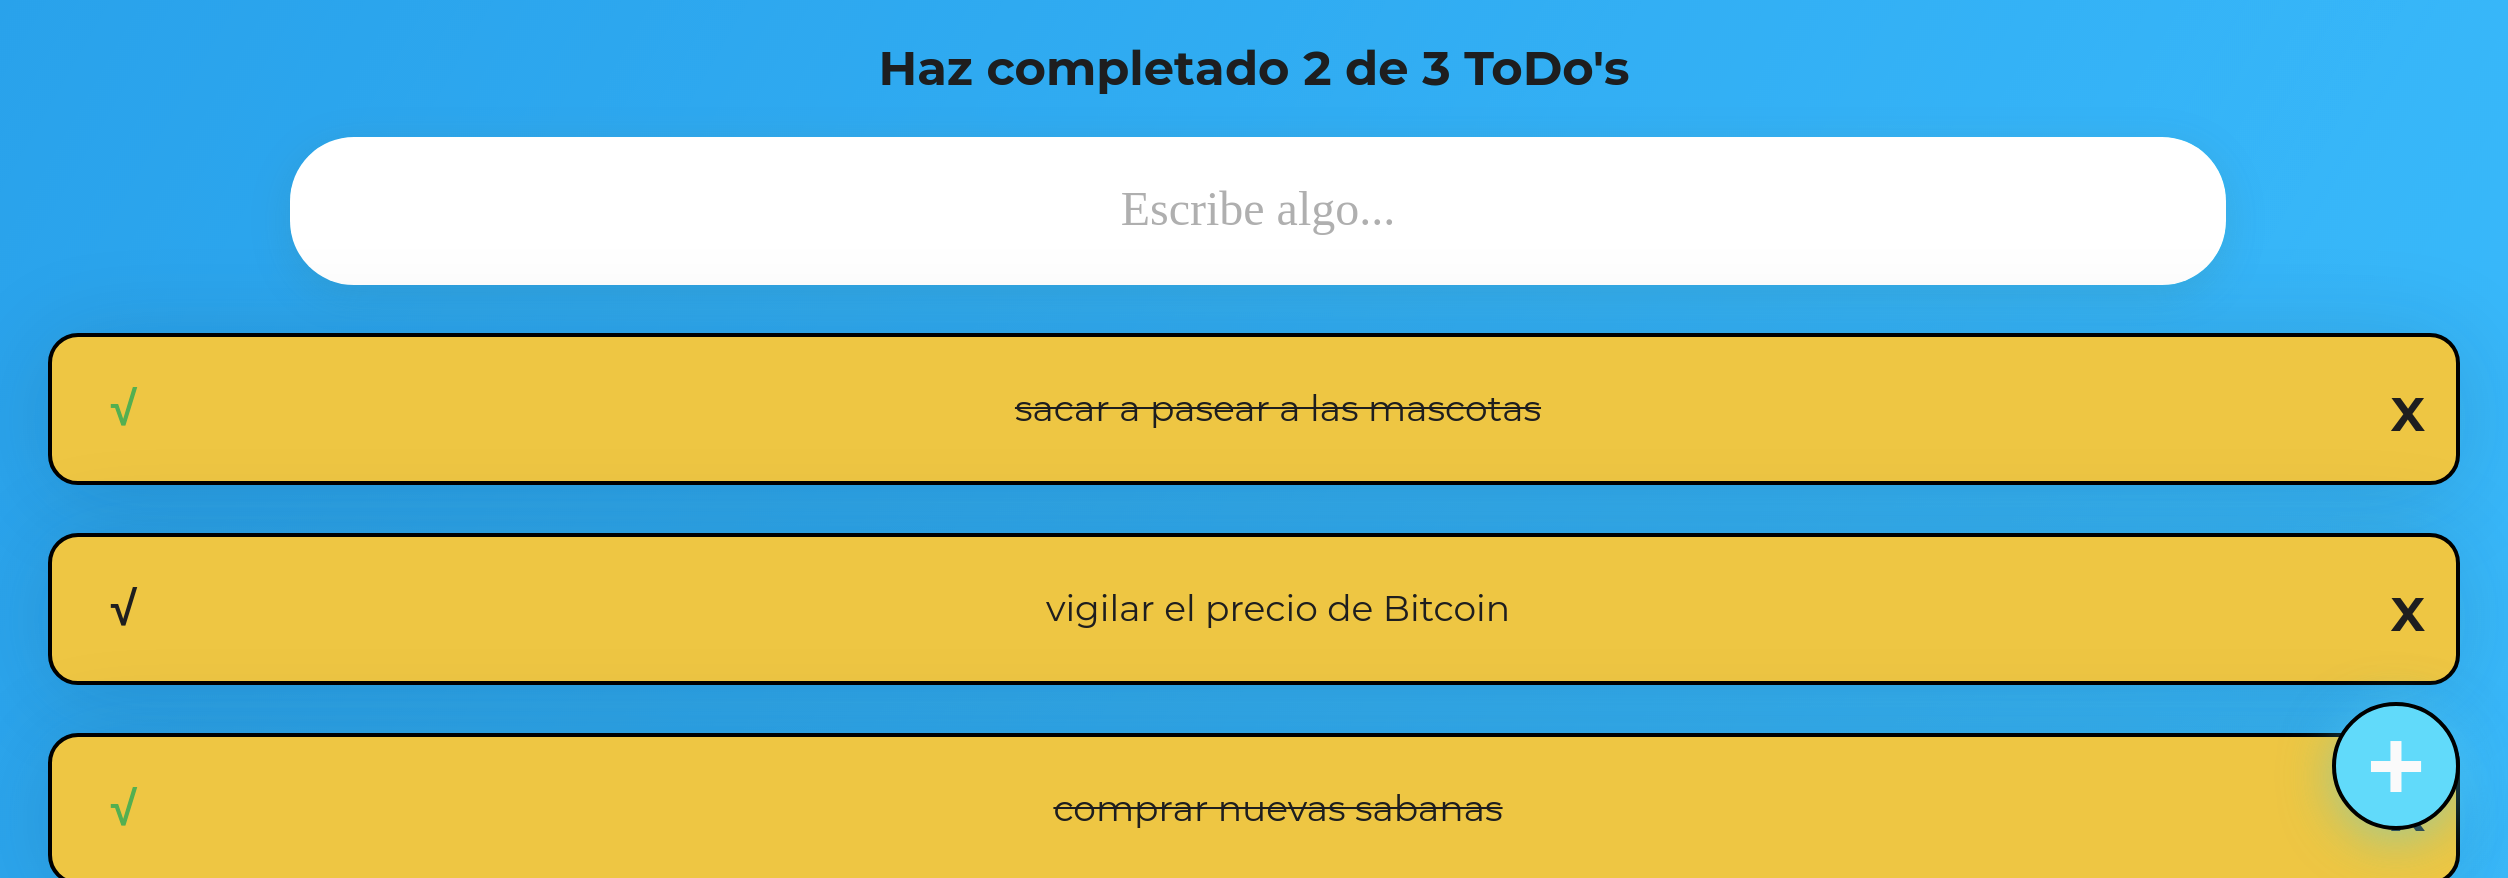 Haz completado 2 de 3 ToDo's
Escribe algo...
√ sacar a pasear a las mascotas X
√ vigilar el precio de Bitcoin X
+
√ comprar nuevas sabanas